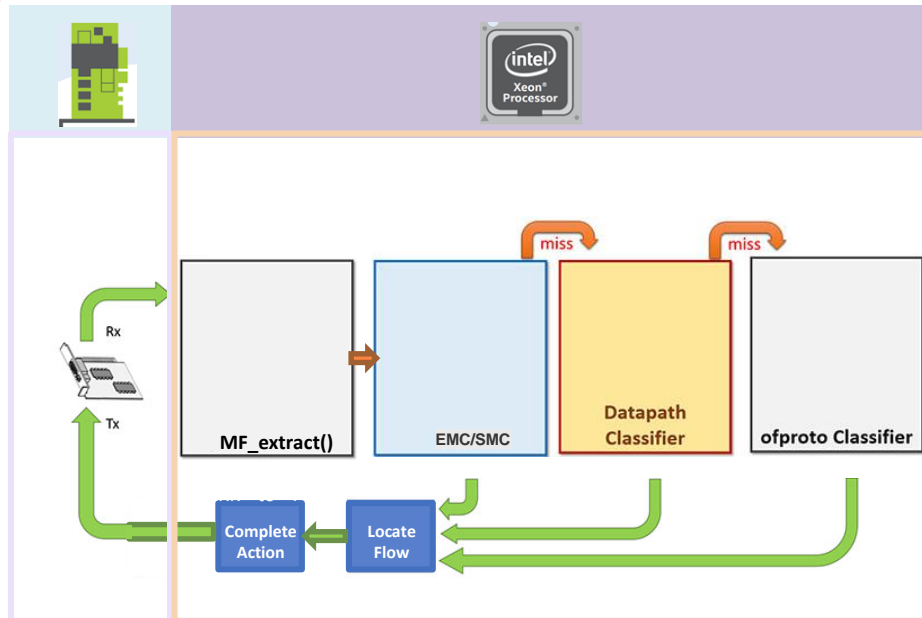 intel
Xeon®
Processor
miss
miss
Rx
Tx
MF_extract()
EMC/SMC
Datapath
Classifier
ofproto Classifier
Complete
Action
Locate
Flow